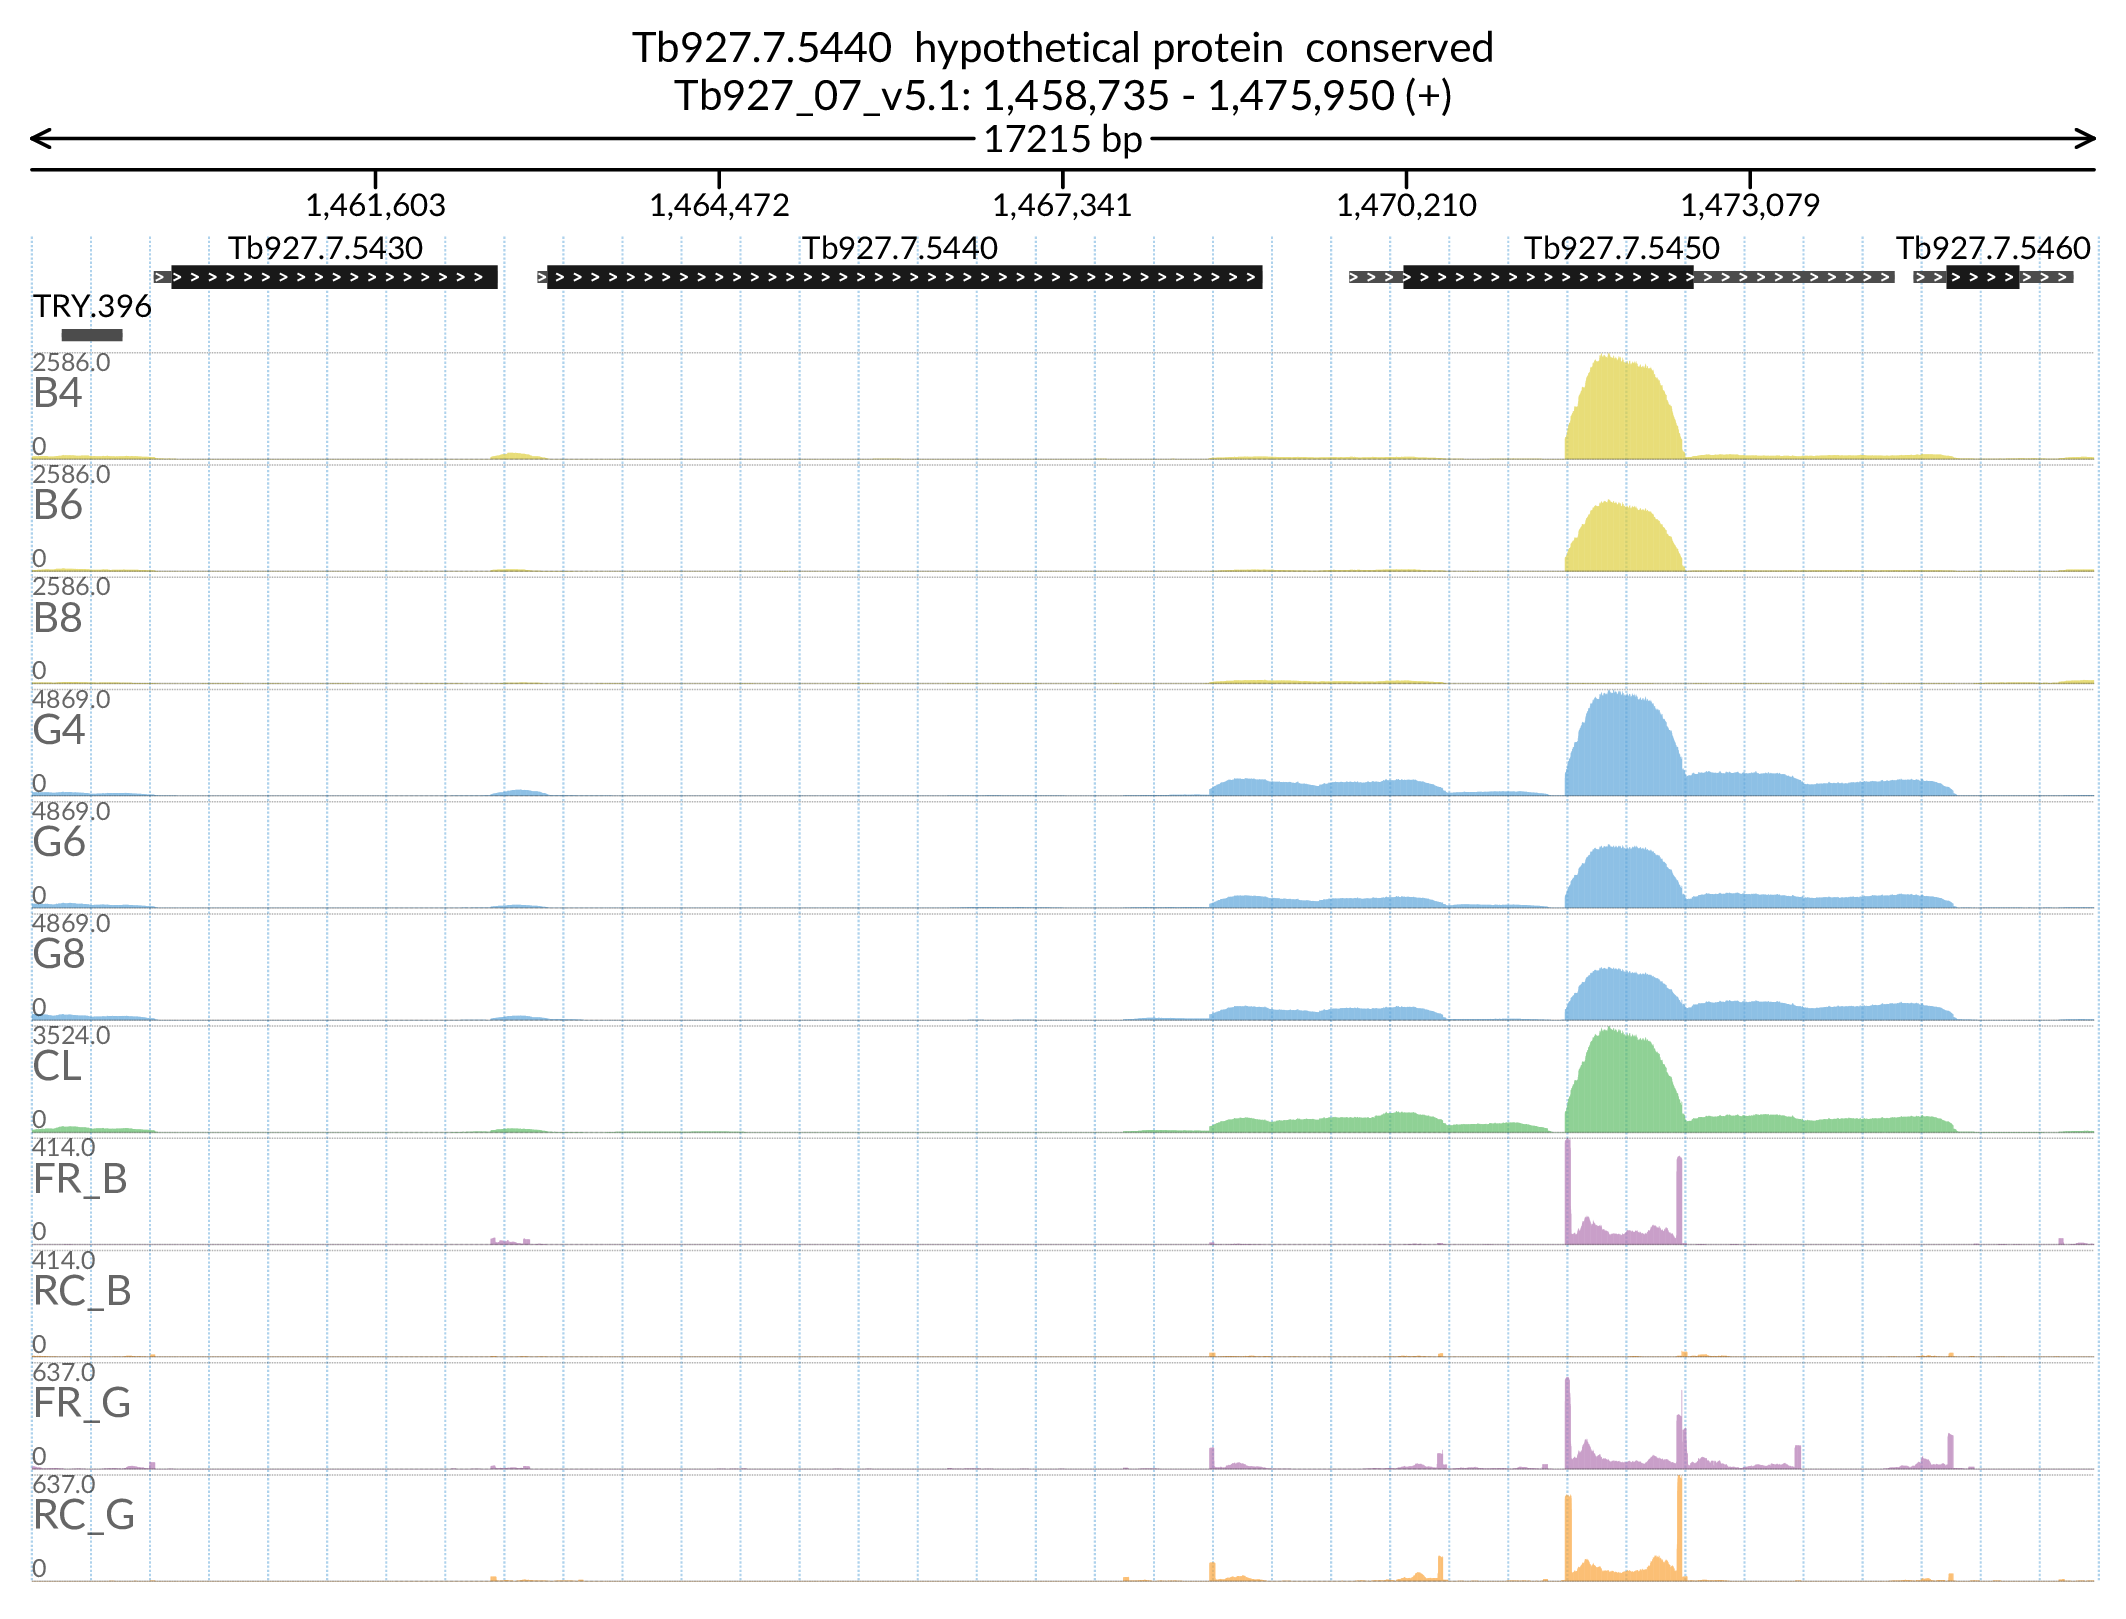 Tb927.7.5440  hypothetical protein  conserved
Tb927_07_v5.1: 1,458,735 - 1,475,950 (+)
17215 bp
1,461,603 1,464,472 1,467,341 1,470,210 1,473,079
Tb927.7.5430 Tb927.7.5440 Tb927.7.5450 Tb927.7.5460
TRY.396
2586.0
B4
0
2586.0
B6
0
2586.0
B8
0
4869.0
G4
0
4869.0
G6
0
4869.0
G8
0
3524.0
CL
0
414.0
FR_B
0
414.0
RC_B
0
637.0
FR_G
0
637.0
RC_G
0